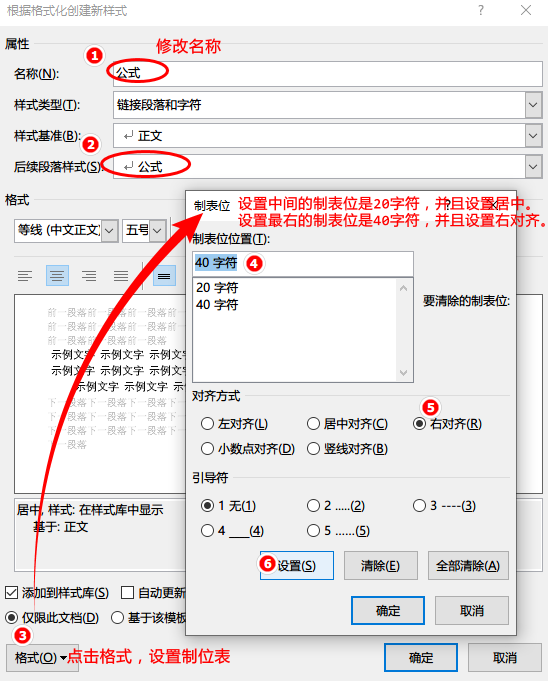 根据格式化创建新样式
?
属性
1
修改名称
名称(N):
公式
样式类型(T):
链接段落和字符
样式基准(B):
正文
2
后续段落样式(S):
公式
格式
等线 (中文正文)
五号
制表位
设置中间的制表位是20字符，并且设置居中。
设置最右的制表位是40字符，并且设置右对齐。
制表位位置(T):
40 字符
4
20 字符
40 字符
要清除的制表位:
前一段落前一段落前一段落
前一段落前一段落前一段落
前一段落前一段落前一段落
示例文字 示例文字 示例文
示例文字 示例文字 示例文
示例文字 示例文字 示例
下一段落下一段落下一段落
下一段落下一段落下一段落
下一段落下一段落下一段落
段落
对齐方式
5
左对齐(L)
居中对齐(C)
右对齐(R)
小数点对齐(D)
竖线对齐(B)
引导符
1 无(1)
2 .....(2)
3 ----(3)
4 ___(4)
5 ......(5)
6
设置(S)
清除(E)
全部清除(A)
确定
取消
居中, 样式: 在样式库中显示
基于: 正文
添加到样式库(S)
自动更新
仅限此文档(D)
基于该模板
3
格式(O)
点击格式，设置制位表
确定
取消